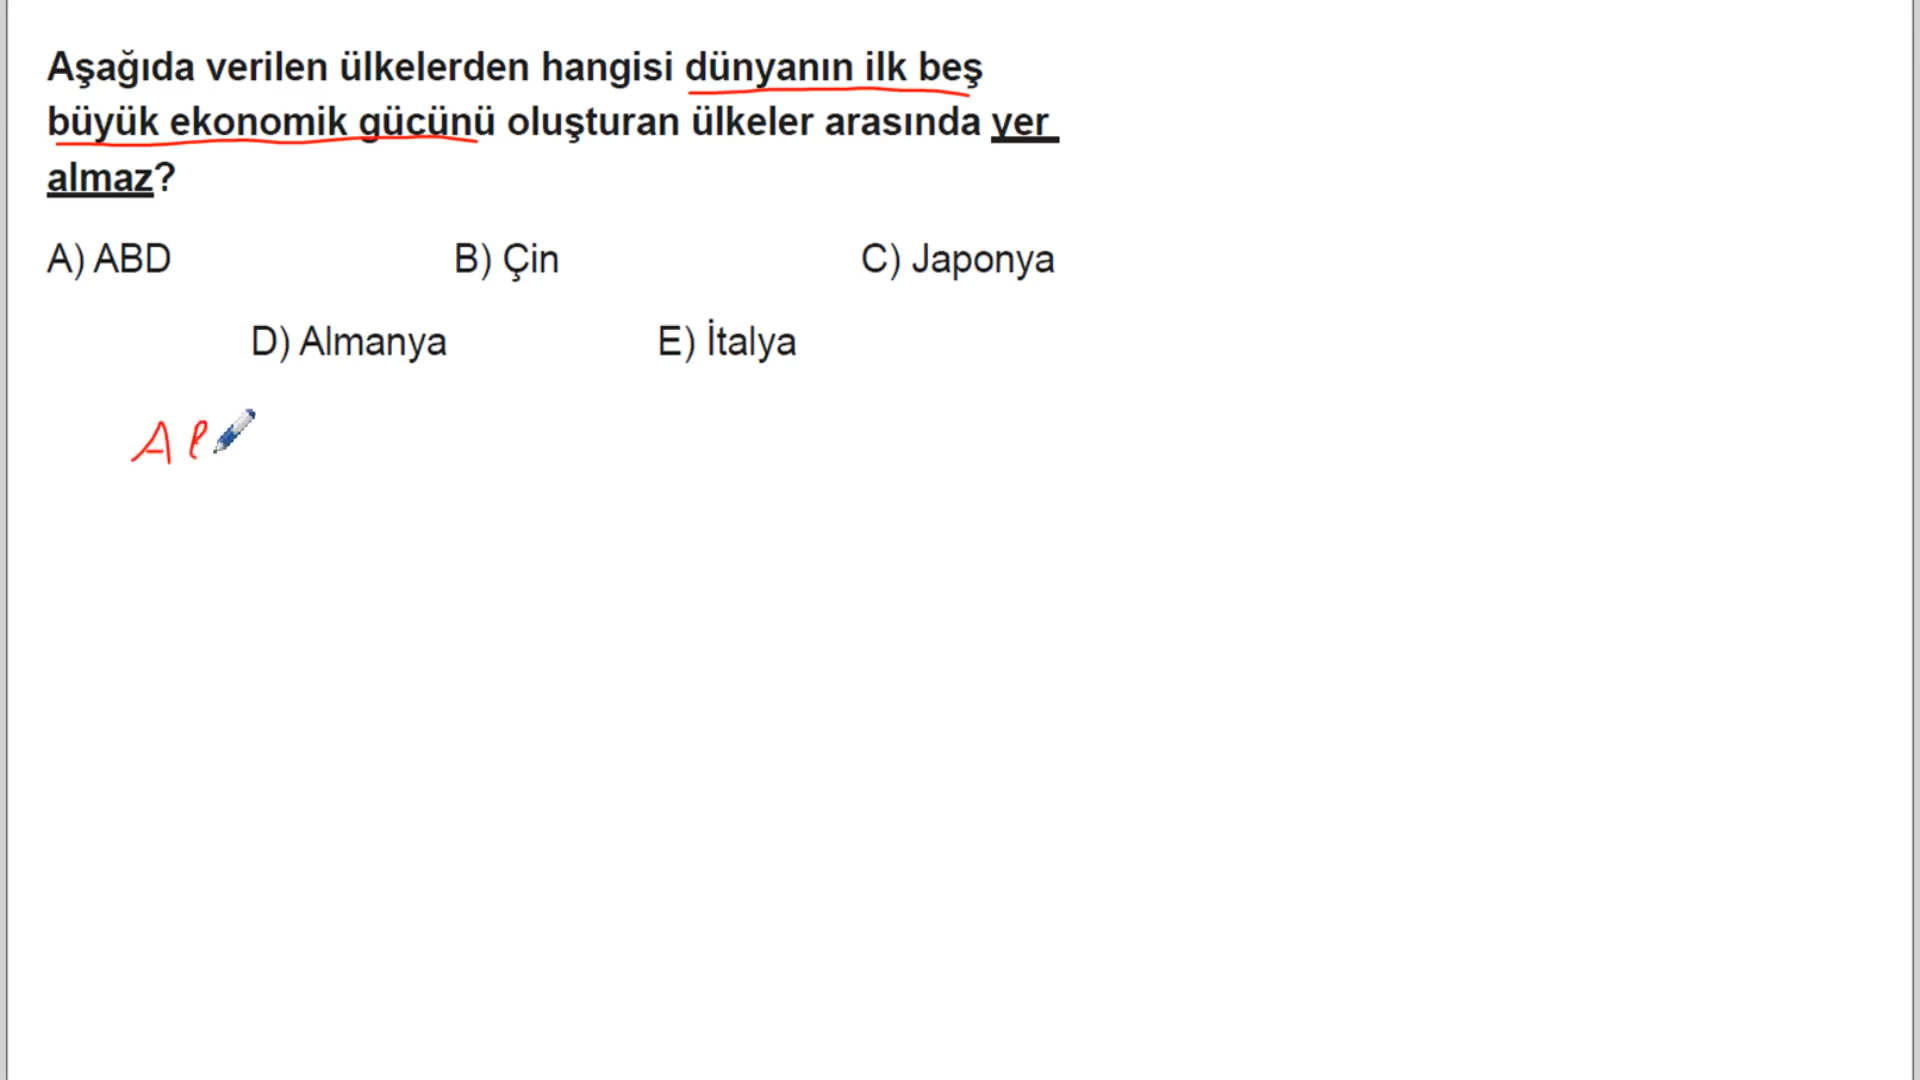 Aşağıda verilen ülkelerden hangisi dünyanın ilk beş
büyük ekonomik gücünü oluşturan ülkeler arasında yer
almaz?
A) ABD B) Çin C) Japonya
D) Almanya E) İtalya
A